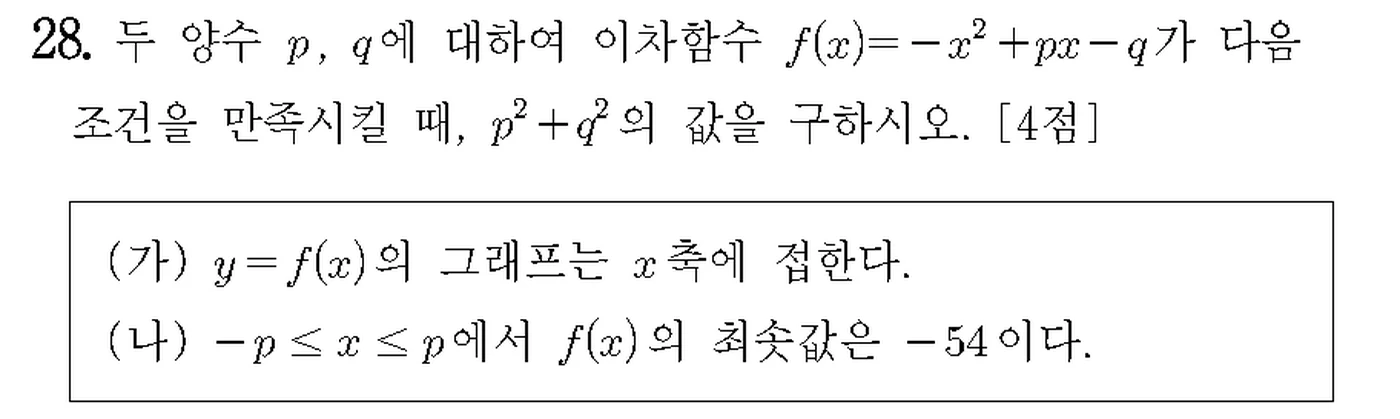 28. 두 양수 p, q에 대하여 이차함수 f(x)=-x²+px-q가 다음
조건을 만족시킬 때, p²+q²의 값을 구하시오. [4점]
(가) y=f(x)의 그래프는 x축에 접한다.
(나) -p≤x≤p에서 f(x)의 최솟값은 -54이다.